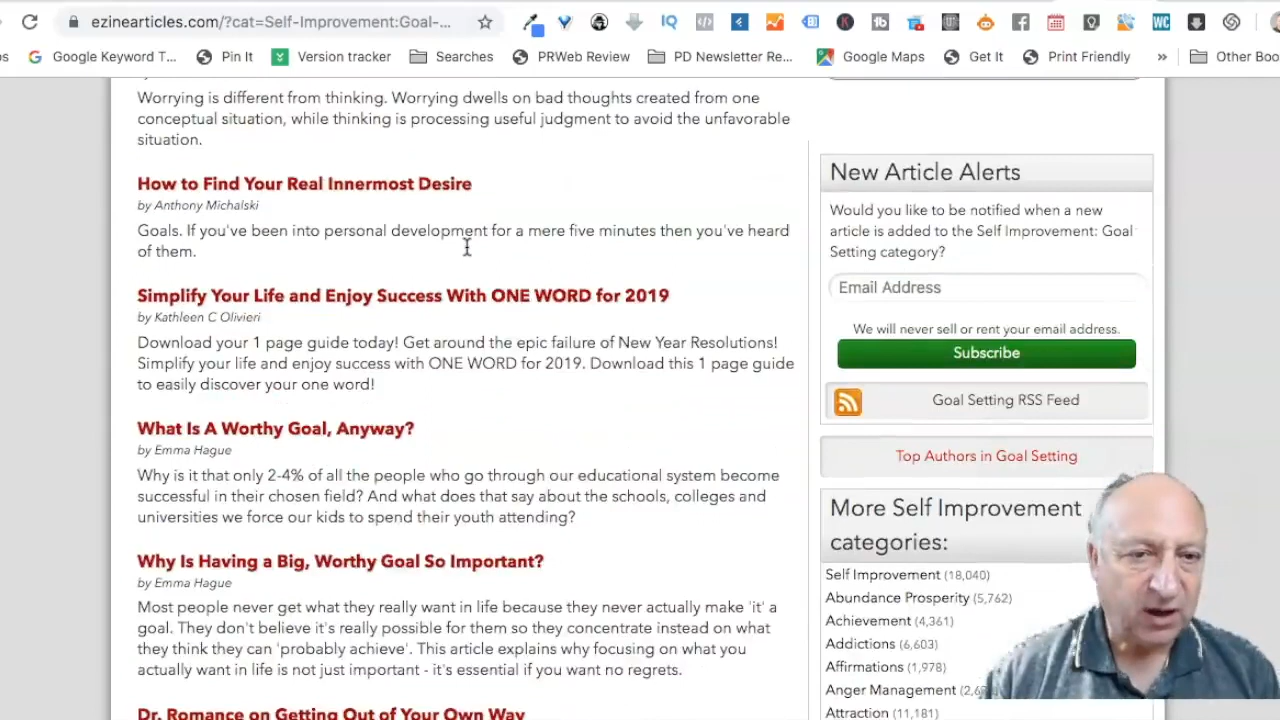 ezinearticles.com/?cat=Self-Improvement:Goal-...
Google Keyword T...
Pin It
Version tracker
Searches
PRWeb Review
PD Newsletter Re...
Google Maps
Get It
Print Friendly
»
Other Boo
Worrying is different from thinking. Worrying dwells on bad thoughts created from one
conceptual situation, while thinking is processing useful judgment to avoid the unfavorable
situation.
How to Find Your Real Innermost Desire
by Anthony Michalski
Goals. If you've been into personal development for a mere five minutes then you've heard
of them.
Simplify Your Life and Enjoy Success With ONE WORD for 2019
by Kathleen C Olivieri
Download your 1 page guide today! Get around the epic failure of New Year Resolutions!
Simplify your life and enjoy success with ONE WORD for 2019. Download this 1 page guide
to easily discover your one word!
What Is A Worthy Goal, Anyway?
by Emma Hague
Why is it that only 2-4% of all the people who go through our educational system become
successful in their chosen field? And what does that say about the schools, colleges and
universities we force our kids to spend their youth attending?
Why Is Having a Big, Worthy Goal So Important?
by Emma Hague
Most people never get what they really want in life because they never actually make 'it' a
goal. They don't believe it's really possible for them so they concentrate instead on what
they think they can 'probably achieve'. This article explains why focusing on what you
actually want in life is not just important - it's essential if you want no regrets.
Dr. Romance on Getting Out of Your Own Way
New Article Alerts
Would you like to be notified when a new
article is added to the Self Improvement: Goal
Setting category?
Email Address
We will never sell or rent your email address.
Subscribe
Goal Setting RSS Feed
Top Authors in Goal Setting
More Self Improvement
categories:
Self Improvement (18,040)
Abundance Prosperity (5,762)
Achievement (4,361)
Addictions (6,603)
Affirmations (1,978)
Anger Management
Attraction (11,181)